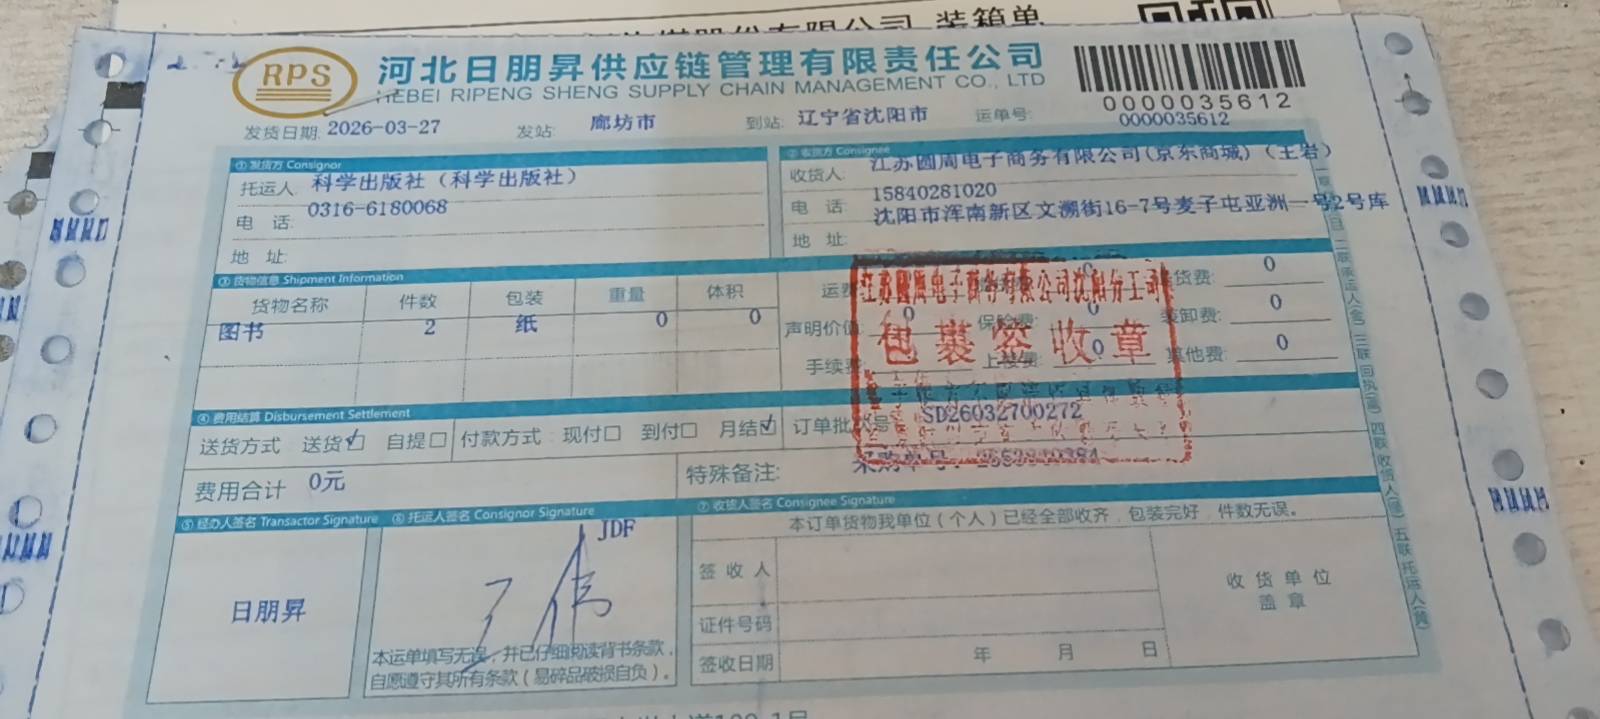 装箱单
RPS
河北日朋昇供应链管理有限责任公司
HEBEI RIPENG SHENG SUPPLY CHAIN MANAGEMENT CO., LTD
0000035612
发货日期: 2026-03-27 发站: 廊坊市 到站: 辽宁省沈阳市 运单号: 0000035612
①发货方 Consignor
托运人: 科学出版社（科学出版社）
电 话: 0316-6180068
地 址:
②收货方 Consignee
收货人: 江苏圆周电子商务有限公司(京东商城)（王岩）
电 话: 15840281020
地 址: 沈阳市浑南新区文溯街16-7号麦子屯亚洲一号2号库
③货物信息 Shipment Information
货物名称 件数 包装 重量 体积
图书 2 纸 0 0
运费 0 货费: 0
声明价值 0 保险费: 0 装卸费: 0
手续费 上楼费: 0 其他费: 0
江苏圆周电子商务有限公司沈阳分公司
包裹签收章
④费用结算 Disbursement Settlement
送货方式 送货☑ 自提□ 付款方式: 现付□ 到付□ 月结☑ 订单批次号: SD26032700272
费用合计 0元
特殊备注: 采购单号:
⑤经办人签名 Transactor Signature
日朋昇
⑥托运人签名 Consignor Signature
JDF
本运单填写无误，并已仔细阅读背书条款，
自愿遵守其所有条款（易碎品破损自负）。
⑦收货人签名 Consignee Signature
本订单货物我单位（个人）已经全部收齐，包装完好，件数无误。
签 收 人
证件号码
签收日期 年 月 日
收 货 单 位
盖 章